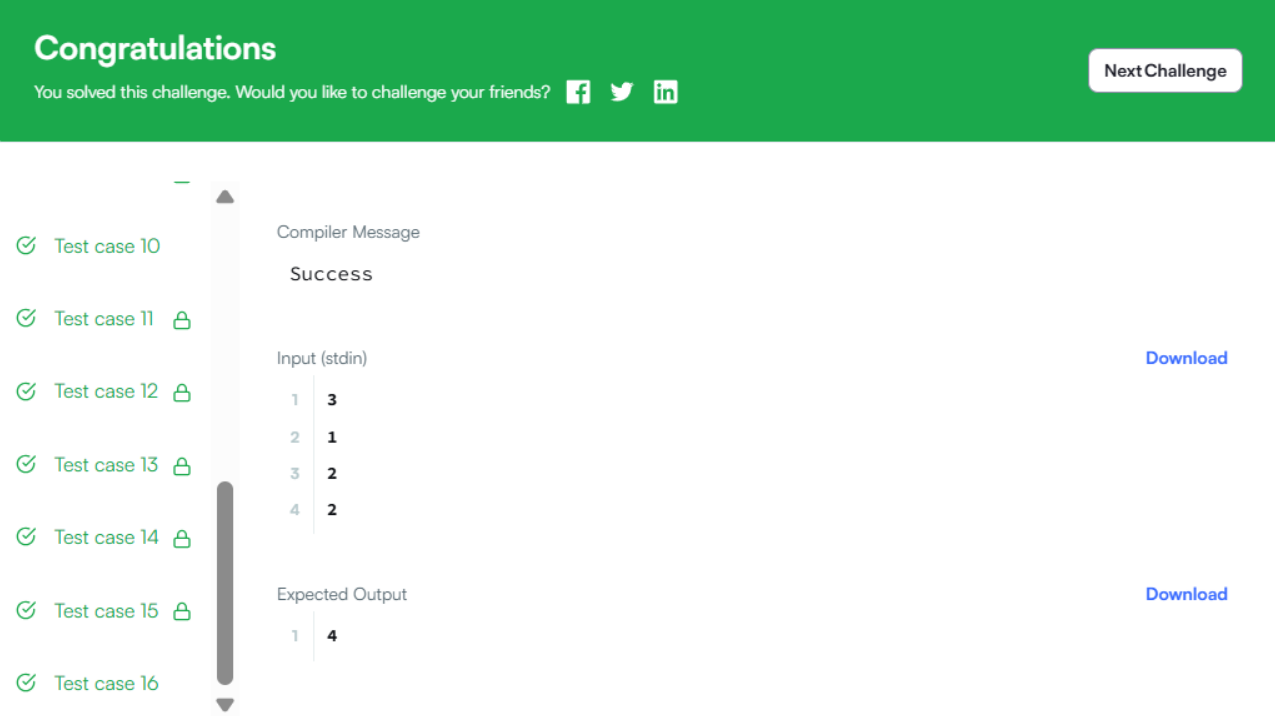 Congratulations
You solved this challenge. Would you like to challenge your friends?
Next Challenge
Test case 10
Test case 11
Test case 12
Test case 13
Test case 14
Test case 15
Test case 16
Compiler Message
Success
Input (stdin)
Download
1 3
2 1
3 2
4 2
Expected Output
Download
1 4